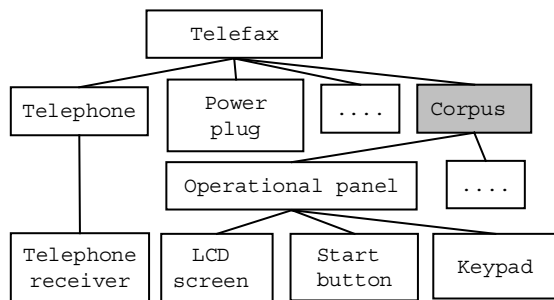 Telefax
Telephone
Power
plug
....
Corpus
Operational panel
....
Telephone
receiver
LCD
screen
Start
button
Keypad